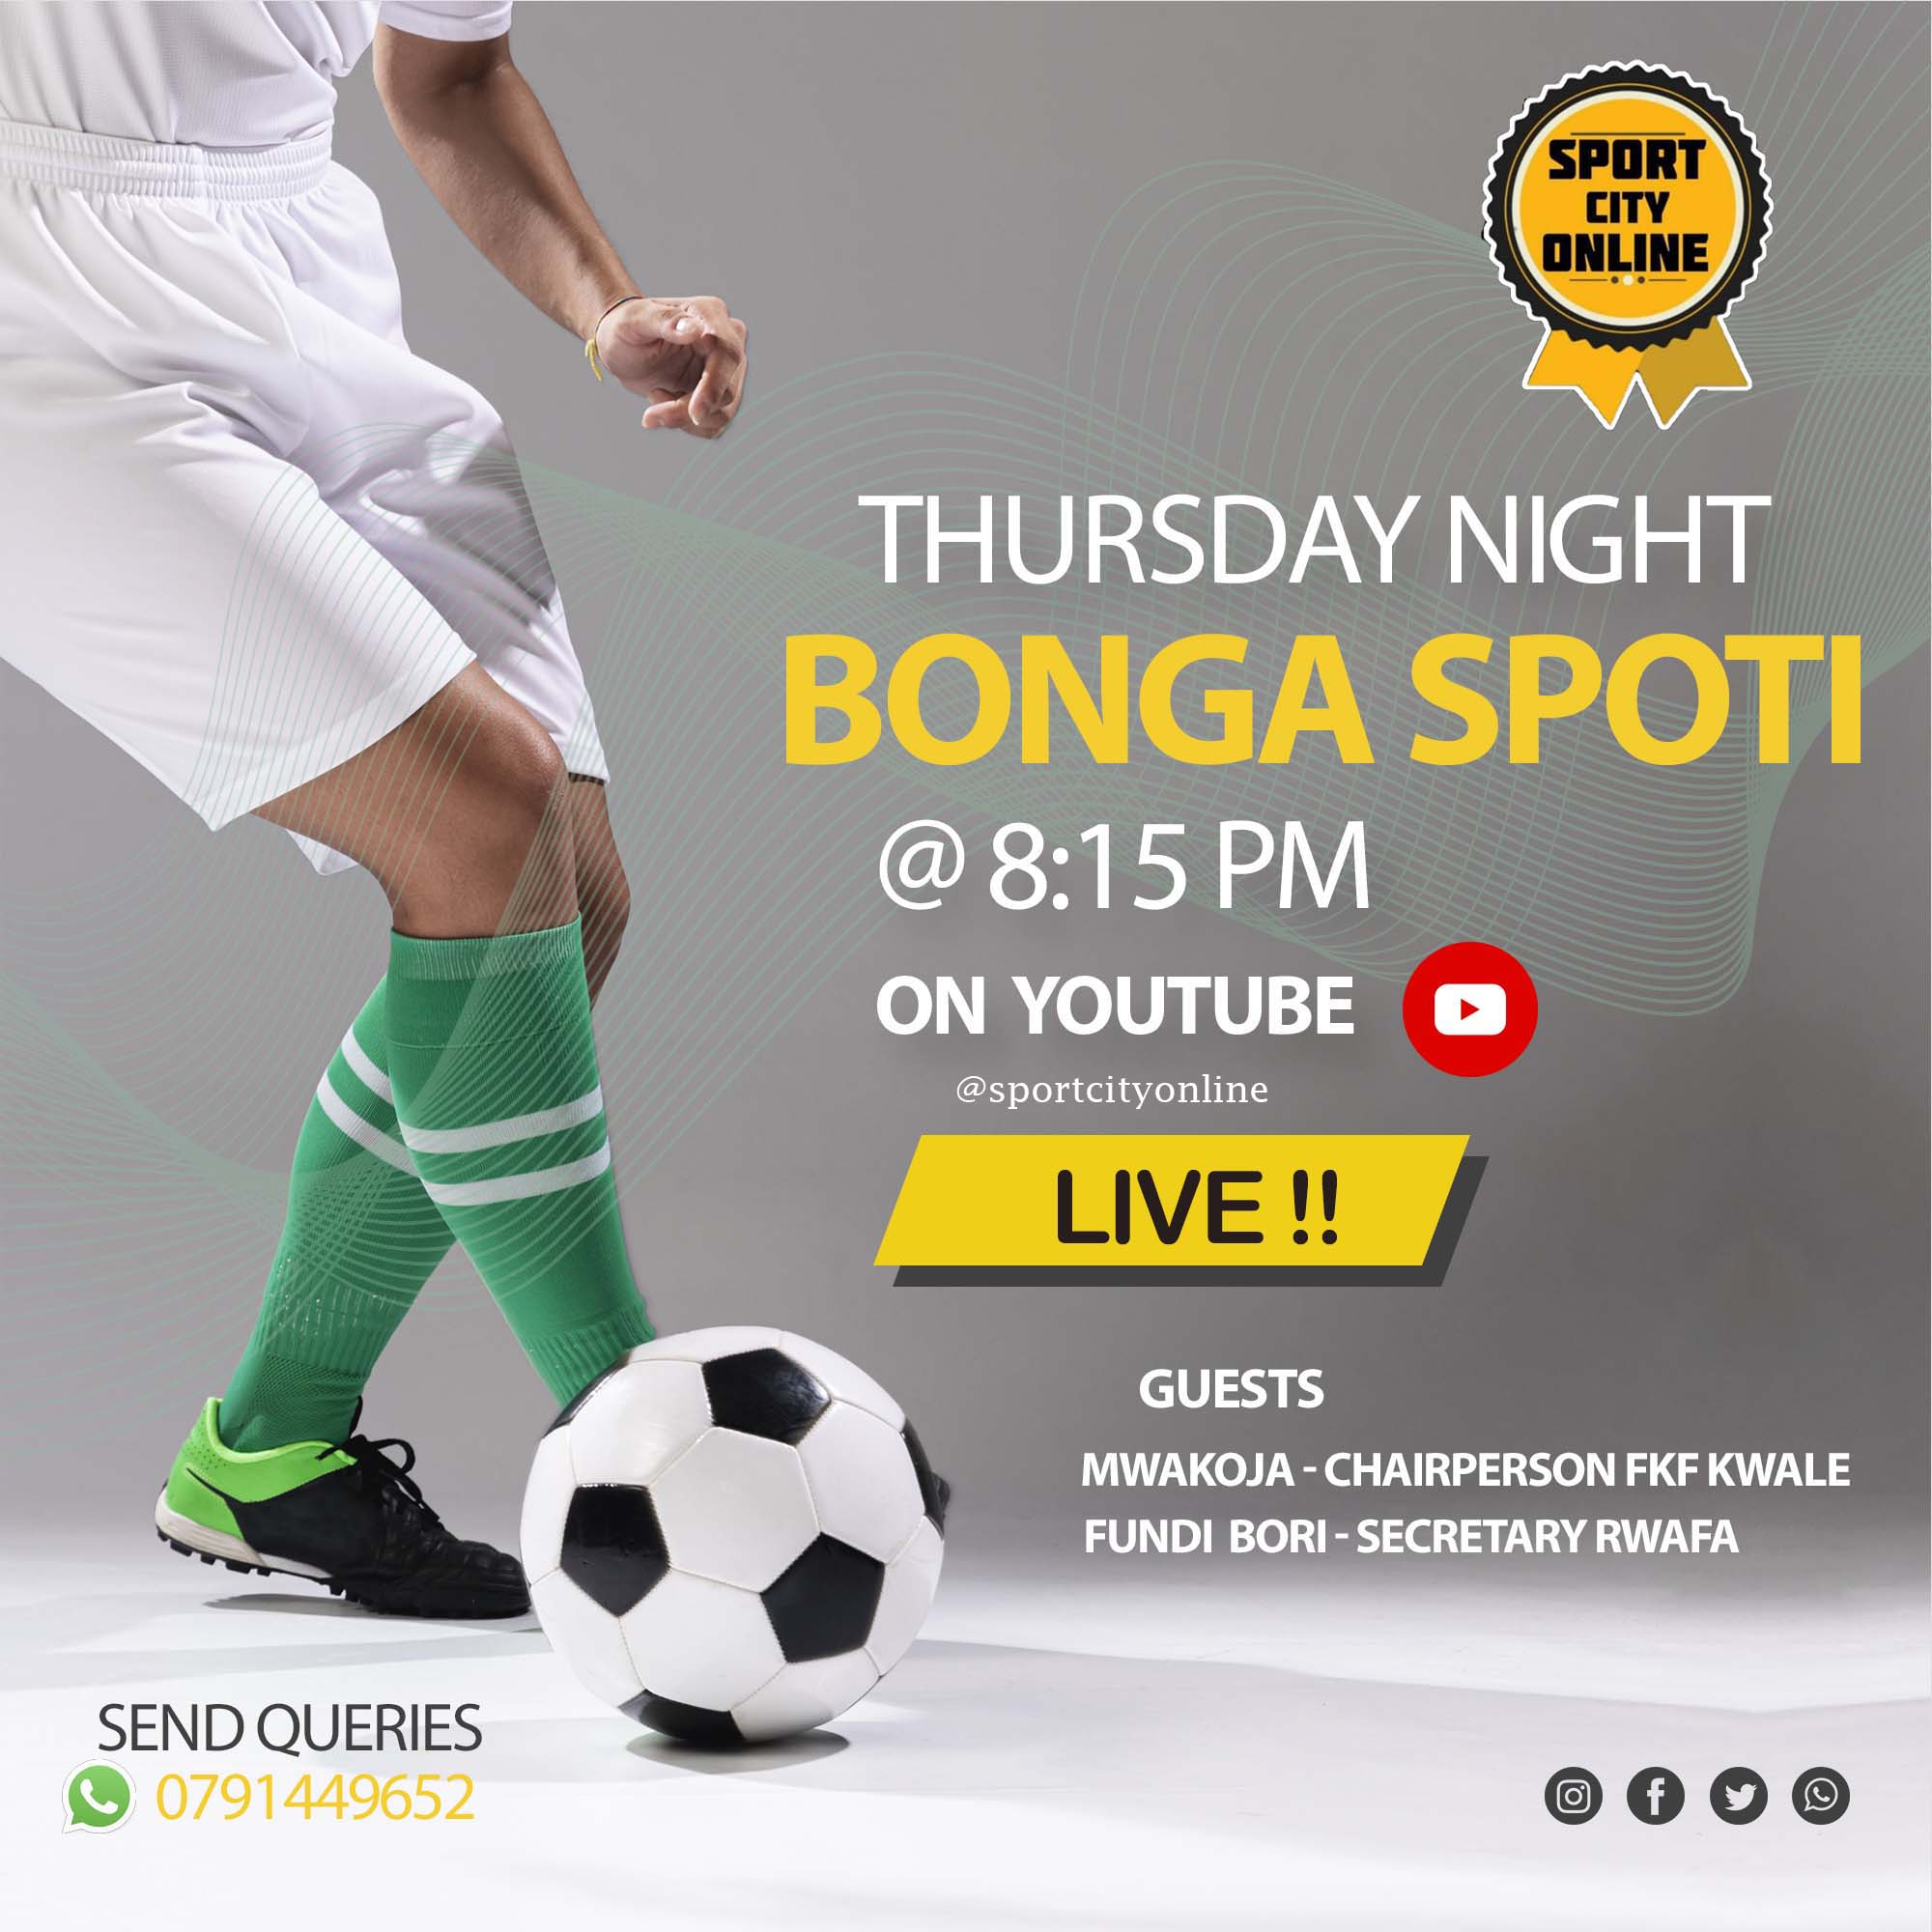 SPORT
CITY
ONLINE
THURSDAY NIGHT
BONGA SPOTI
@ 8:15 PM
ON YOUTUBE
@sportcityonline
LIVE !!
GUESTS
MWAKOJA - CHAIRPERSON FKF KWALE
FUNDI BORI - SECRETARY RWAFA
SEND QUERIES
0791449652